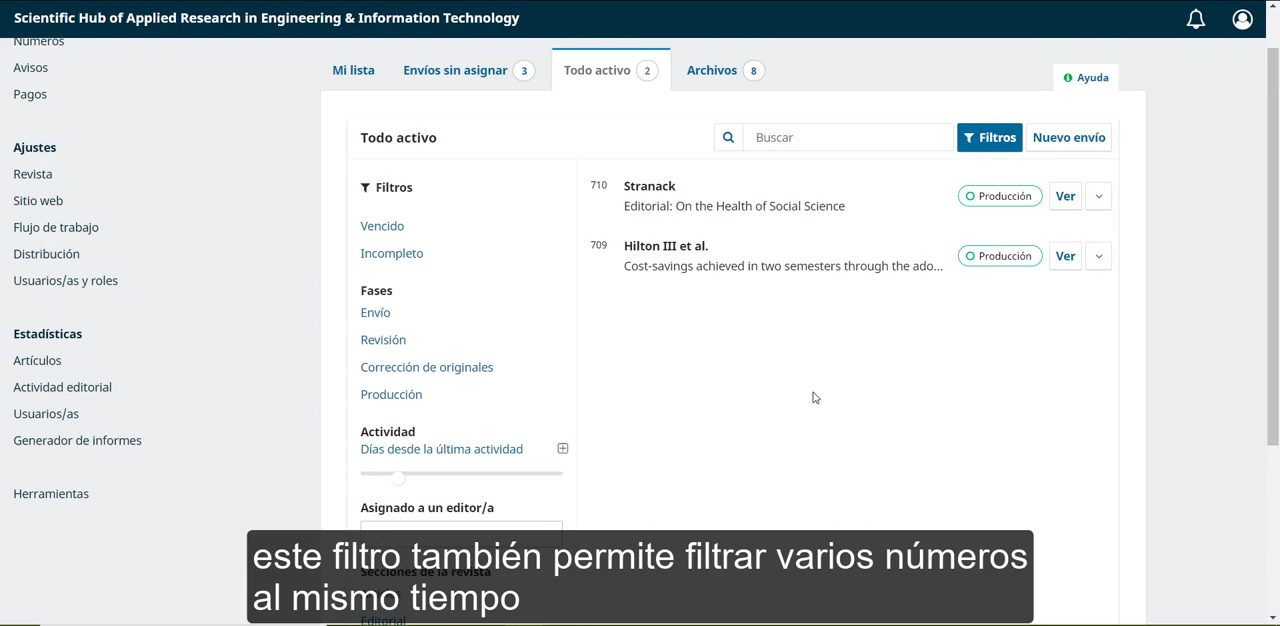 Scientific Hub of Applied Research in Engineering & Information Technology
Números
Avisos
Pagos
Ajustes
Revista
Sitio web
Flujo de trabajo
Distribución
Usuarios/as y roles
Estadísticas
Artículos
Actividad editorial
Usuarios/as
Generador de informes
Herramientas
Mi lista
Envíos sin asignar 3
Todo activo 2
Archivos 8
Ayuda
Todo activo
Buscar
Filtros
Nuevo envío
Filtros
Vencido
Incompleto
Fases
Envío
Revisión
Corrección de originales
Producción
Actividad
Días desde la última actividad
Asignado a un editor/a
Secciones de la revista
Editorial
710 Stranack
Editorial: On the Health of Social Science
Producción
Ver
709 Hilton III et al.
Cost-savings achieved in two semesters through the ado...
Producción
Ver
este filtro también permite filtrar varios números
al mismo tiempo